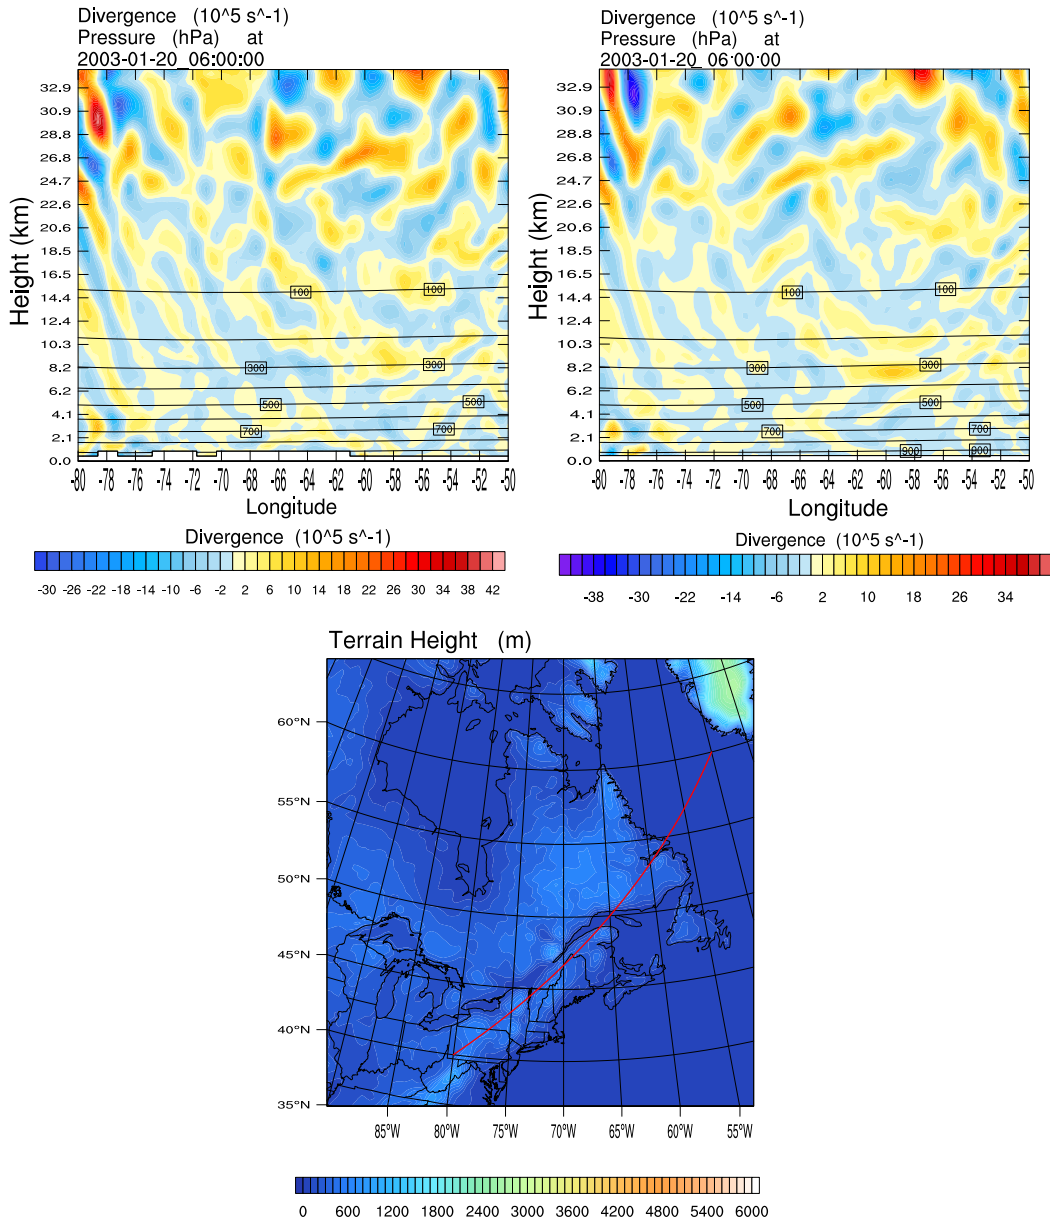 Divergence (10^5 s^-1)
Pressure (hPa) at
2003-01-20_06:00:00
Height (km)
32.9
30.9
28.8
26.8
24.7
22.6
20.6
18.5
16.5
14.4
12.4
10.3
8.2
6.2
4.1
2.1
0.0
100
100
300
300
500
500
700
700
-80 -78 -76 -74 -72 -70 -68 -66 -64 -62 -60 -58 -56 -54 -52 -50
Longitude
Divergence (10^5 s^-1)
-30 -26 -22 -18 -14 -10 -6 -2 2 6 10 14 18 22 26 30 34 38 42
Divergence (10^5 s^-1)
Pressure (hPa) at
2003-01-20_06:00:00
Height (km)
32.9
30.9
28.8
26.8
24.7
22.6
20.6
18.5
16.5
14.4
12.4
10.3
8.2
6.2
4.1
2.1
0.0
100
100
300
300
500
500
700
700
900
900
-80 -78 -76 -74 -72 -70 -68 -66 -64 -62 -60 -58 -56 -54 -52 -50
Longitude
Divergence (10^5 s^-1)
-38 -30 -22 -14 -6 2 10 18 26 34
Terrain Height (m)
60°N
55°N
50°N
45°N
40°N
35°N
85°W 80°W 75°W 70°W 65°W 60°W 55°W
0 600 1200 1800 2400 3000 3600 4200 4800 5400 6000